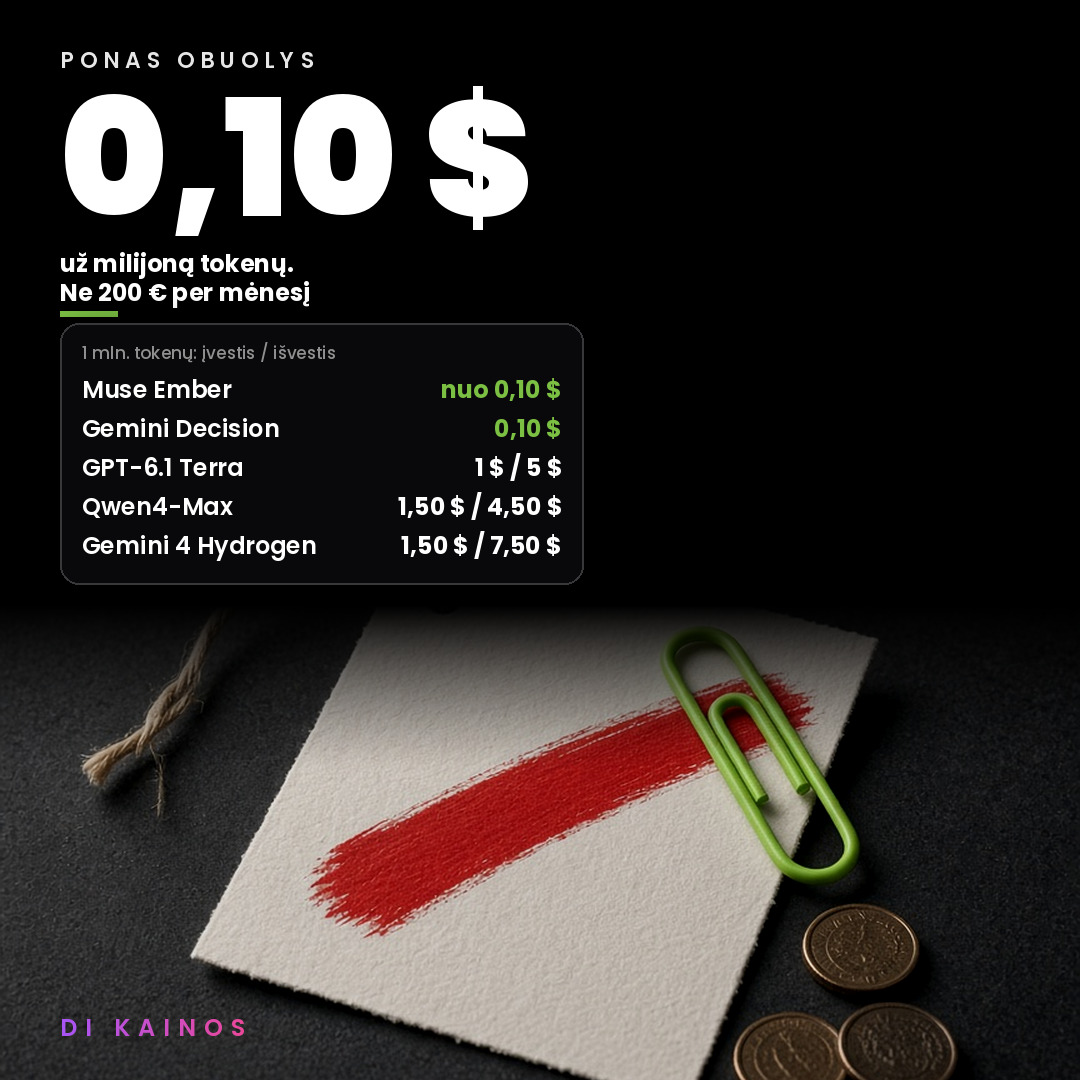 PONAS OBUOLYS
0,10 $
už milijoną tokenų.
Ne 200 € per mėnesį
1 mln. tokenų: įvestis / išvestis
Muse Ember nuo 0,10 $
Gemini Decision 0,10 $
GPT-6.1 Terra 1 $ / 5 $
Qwen4-Max 1,50 $ / 4,50 $
Gemini 4 Hydrogen 1,50 $ / 7,50 $
DI KAINOS